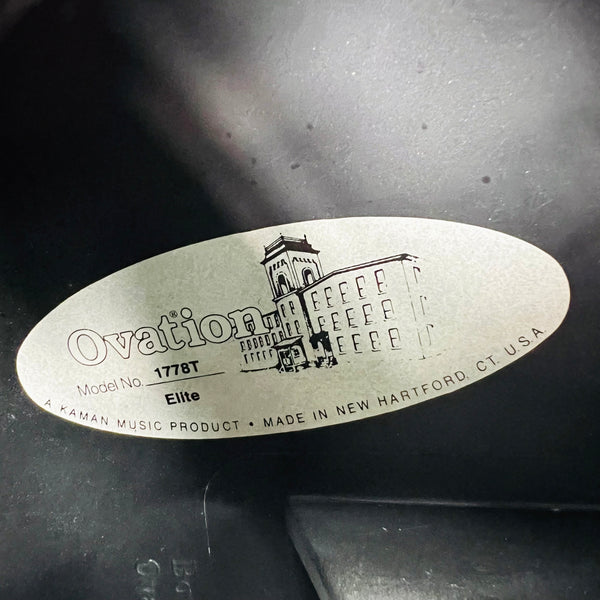 Ovation®
Model No. 1778T
Elite
A KAMAN MUSIC PRODUCT • MADE IN NEW HARTFORD. CT. U.S.A